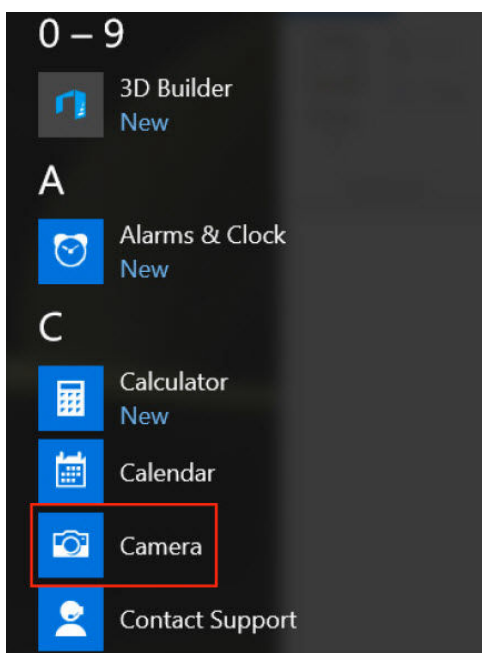 0 – 9
3D Builder
New
A
Alarms & Clock
New
C
Calculator
New
Calendar
Camera
Contact Support